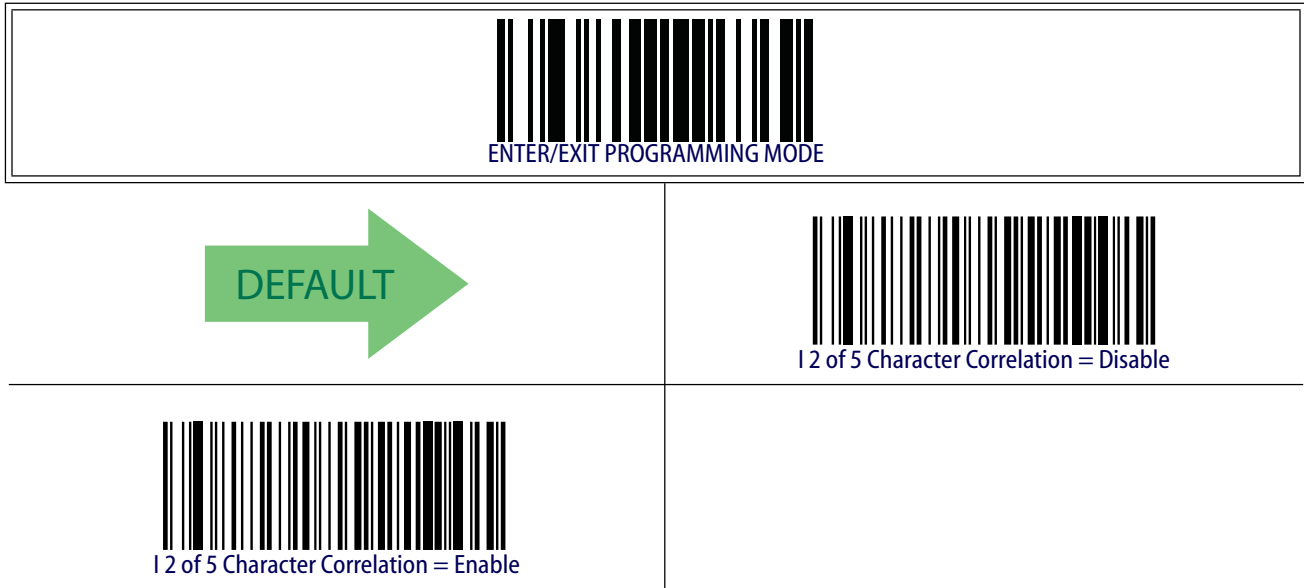 ENTER/EXIT PROGRAMMING MODE
DEFAULT
I 2 of 5 Character Correlation = Disable
I 2 of 5 Character Correlation = Enable